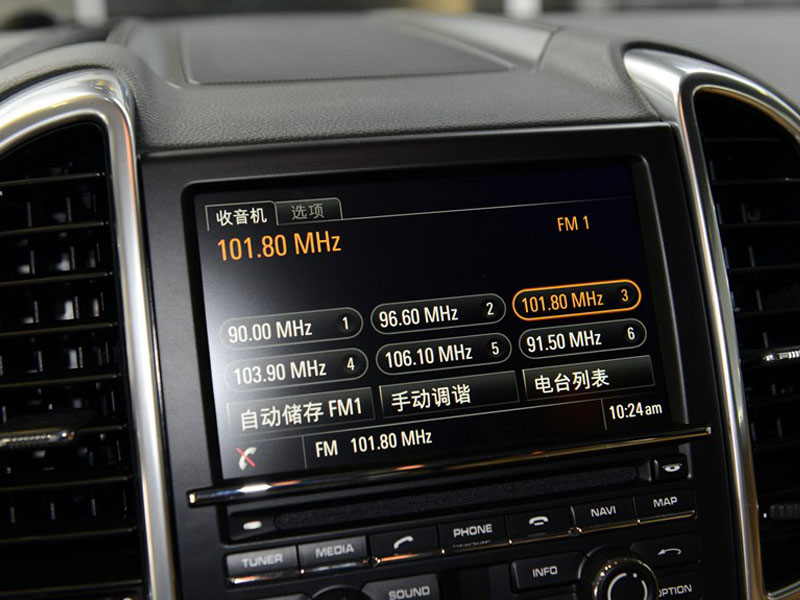 收音机 选项
101.80 MHz FM 1
90.00 MHz 1 96.60 MHz 2 101.80 MHz 3
103.90 MHz 4 106.10 MHz 5 91.50 MHz 6
自动储存 FM1 手动调谐 电台列表
FM 101.80 MHz 10:24am
TUNER MEDIA PHONE NAVI MAP
SOUND INFO OPTION